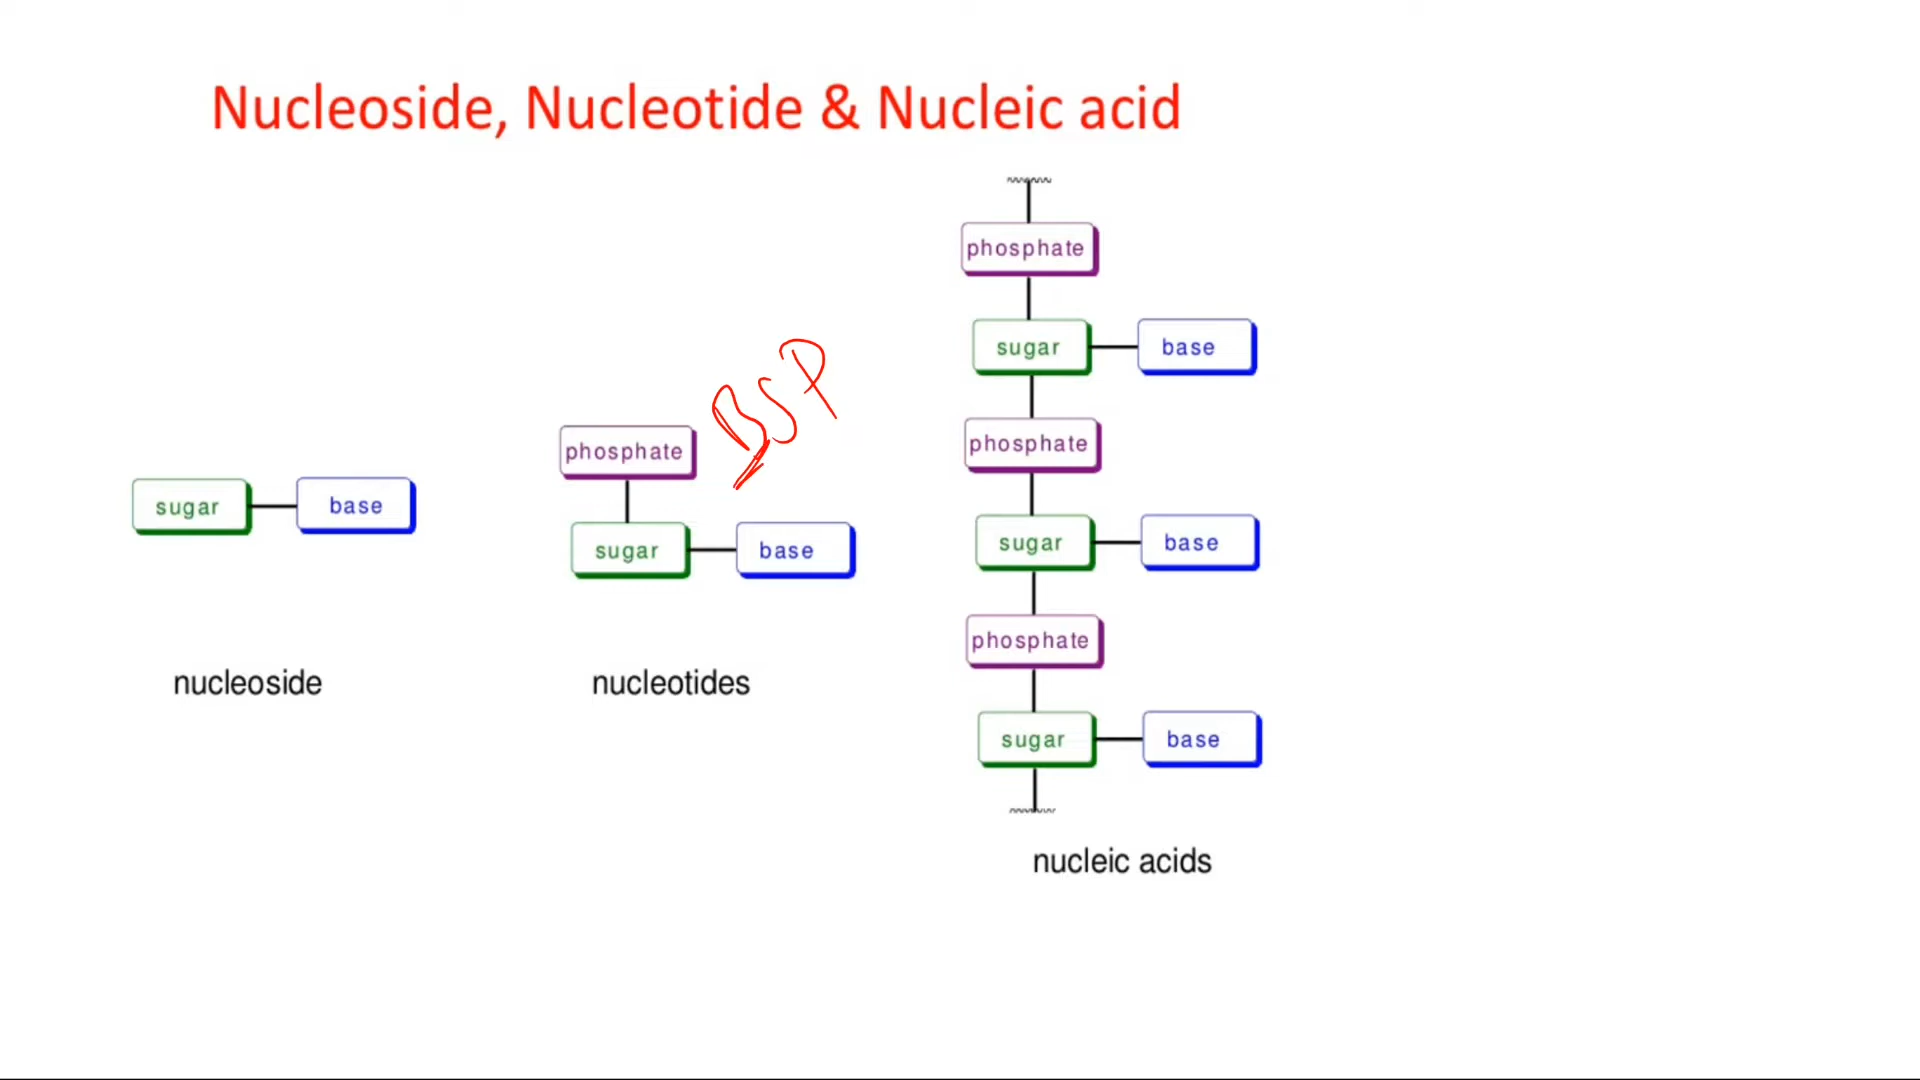 Nucleoside, Nucleotide & Nucleic acid
sugar base
nucleoside
BSP
phosphate
sugar base
nucleotides
phosphate
sugar base
phosphate
sugar base
phosphate
sugar base
nucleic acids